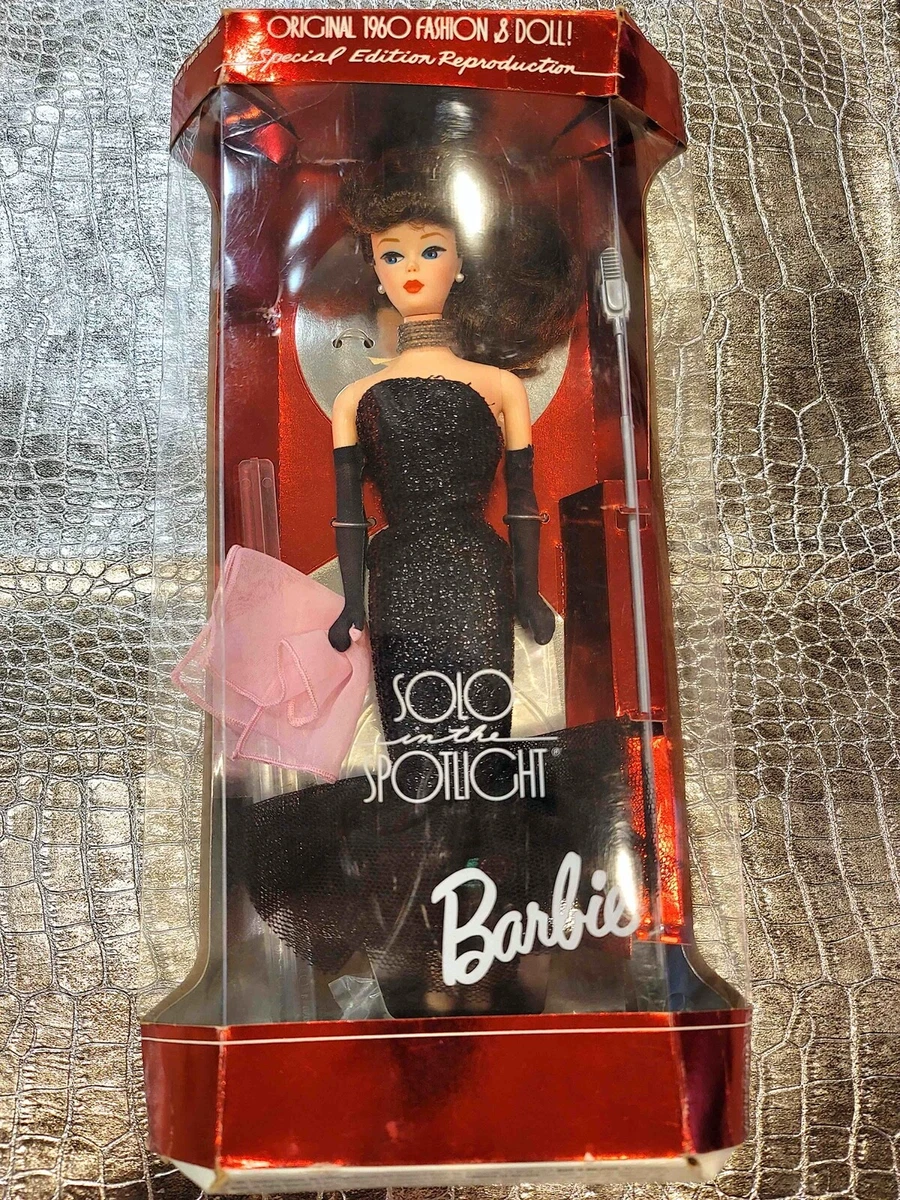 ORIGINAL 1960 FASHION & DOLL!
Special Edition Reproduction
SOLO
in the
SPOTLIGHT®
Barbie